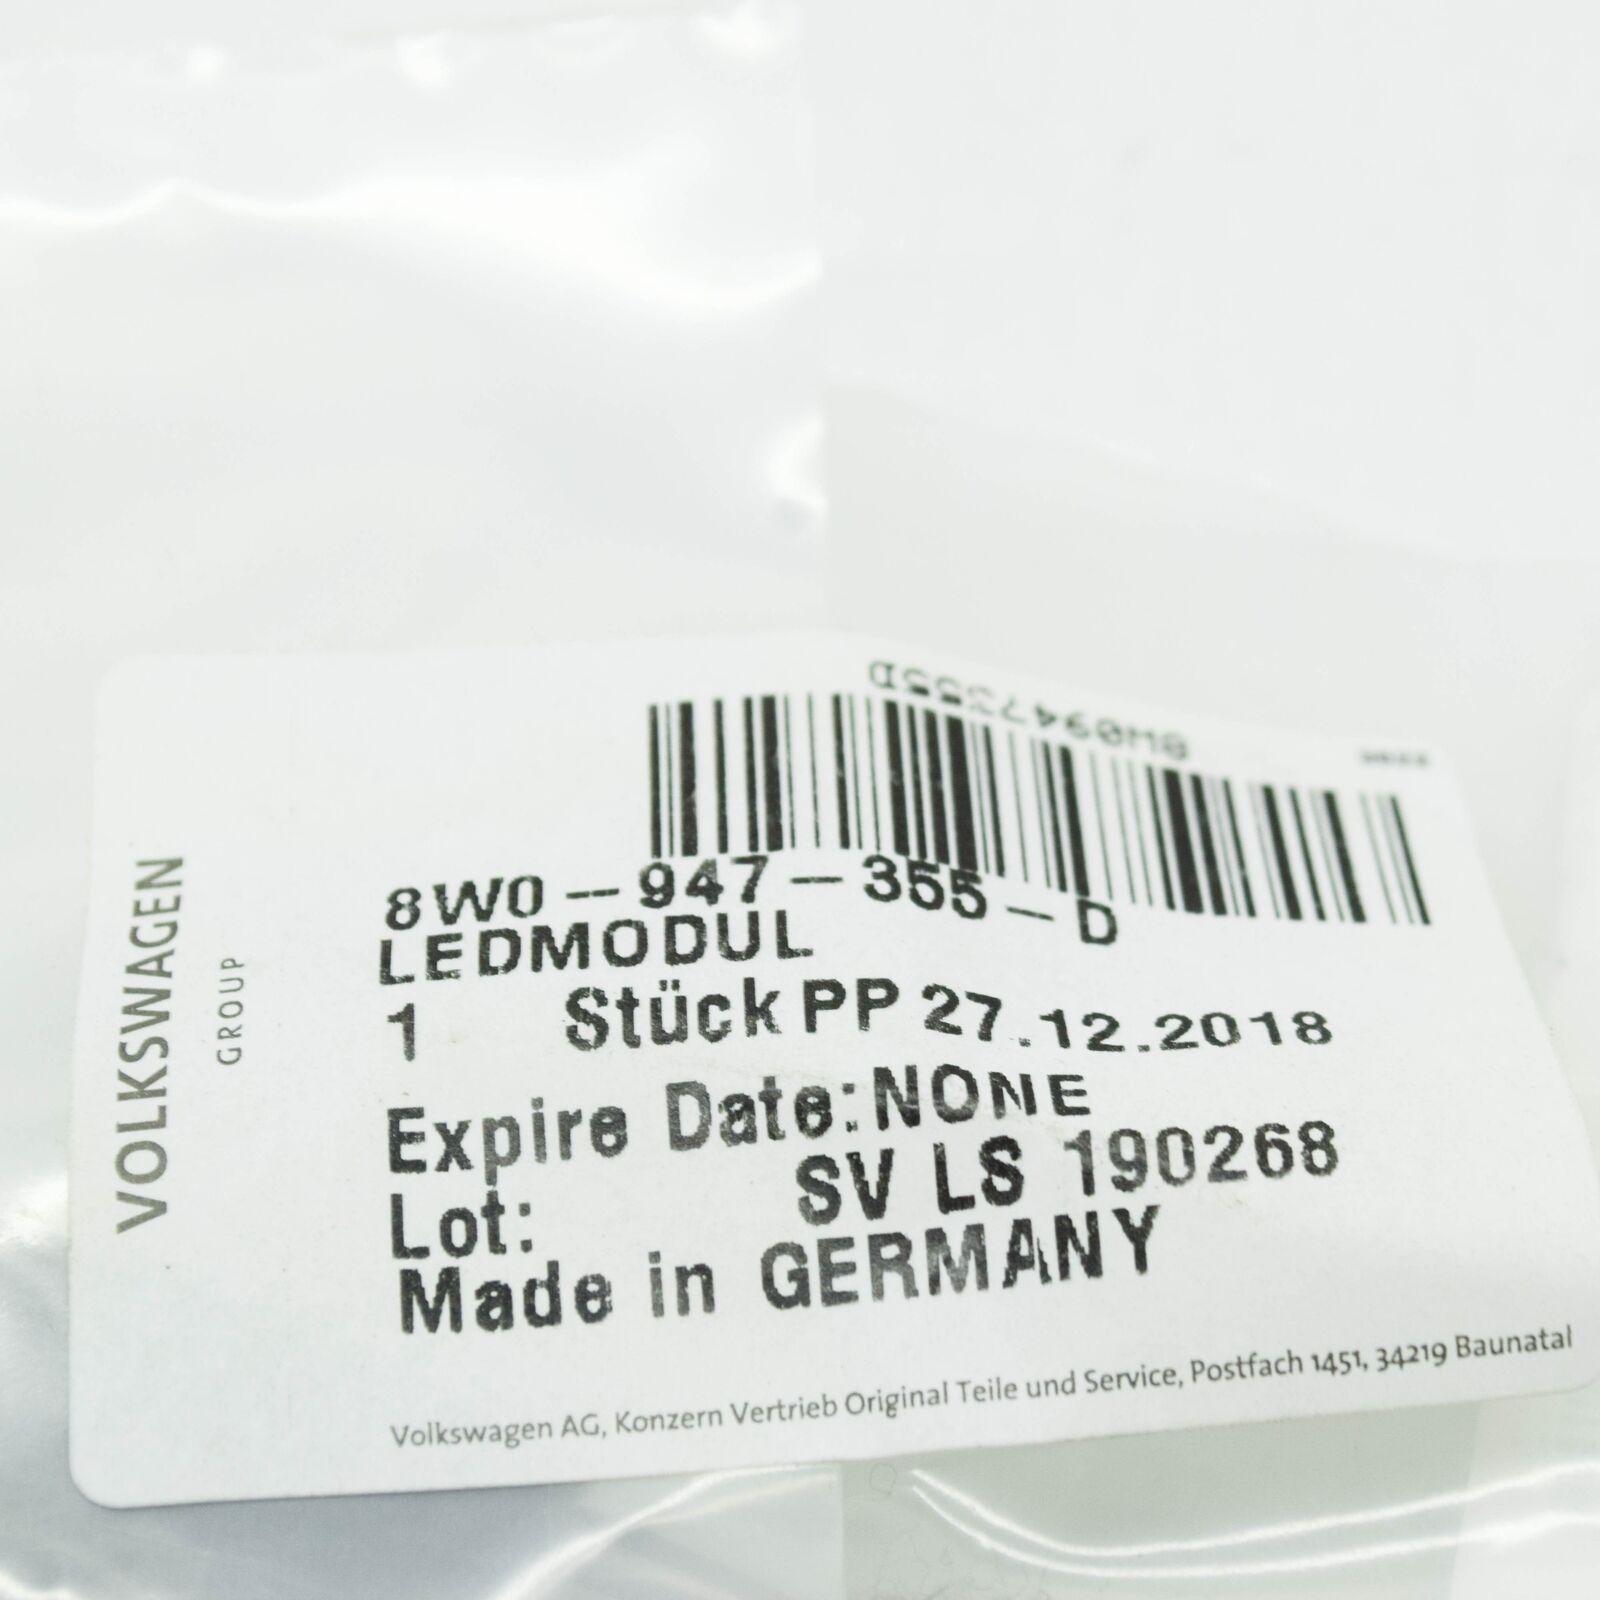 VOLKSWAGEN
GROUP
8W0947355D
8W0-947-355-D
LEDMODUL
1 Stück PP 27.12.2018
Expire Date: NONE
Lot: SV LS 190268
Made in GERMANY
Volkswagen AG, Konzern Vertrieb Original Teile und Service, Postfach 1451, 34219 Baunatal